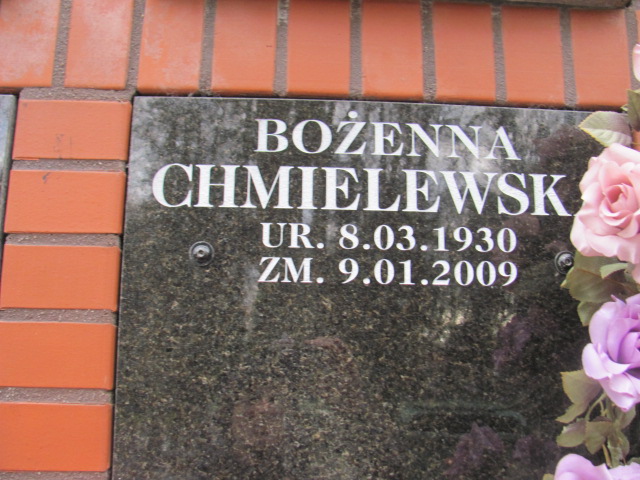 BOŻENNA
CHMIELEWSK
UR. 8.03.1930
ZM. 9.01.2009